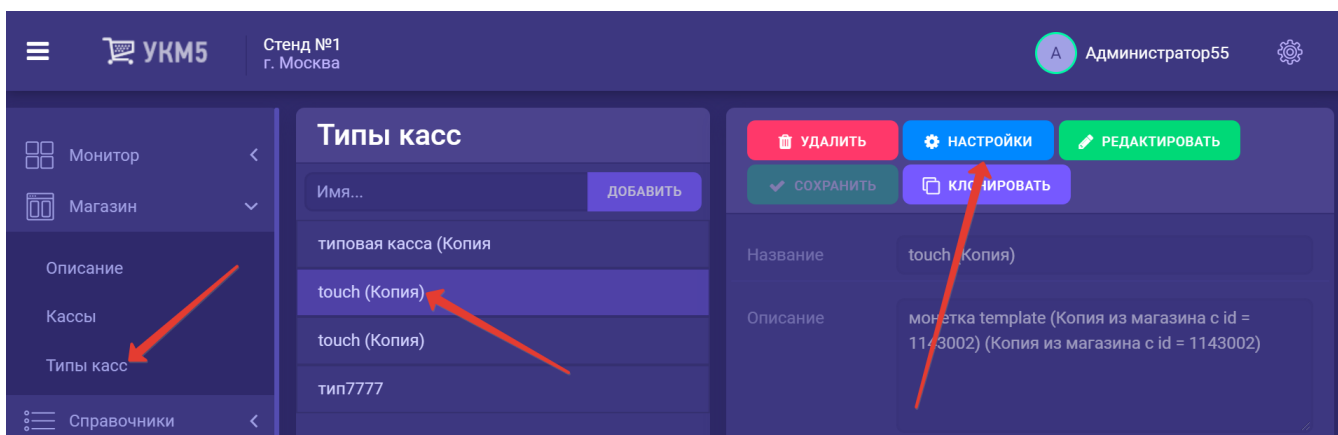 УКМ5
Стенд №1
г. Москва
А
Администратор55
Монитор
Магазин
Описание
Кассы
Типы касс
Справочники
Типы касс
Имя...
ДОБАВИТЬ
типовая касса (Копия
touch (Копия)
touch (Копия)
тип7777
УДАЛИТЬ
НАСТРОЙКИ
РЕДАКТИРОВАТЬ
СОХРАНИТЬ
КЛОНИРОВАТЬ
Название
touch (Копия)
Описание
монетка template (Копия из магазина с id =
1143002) (Копия из магазина с id = 1143002)